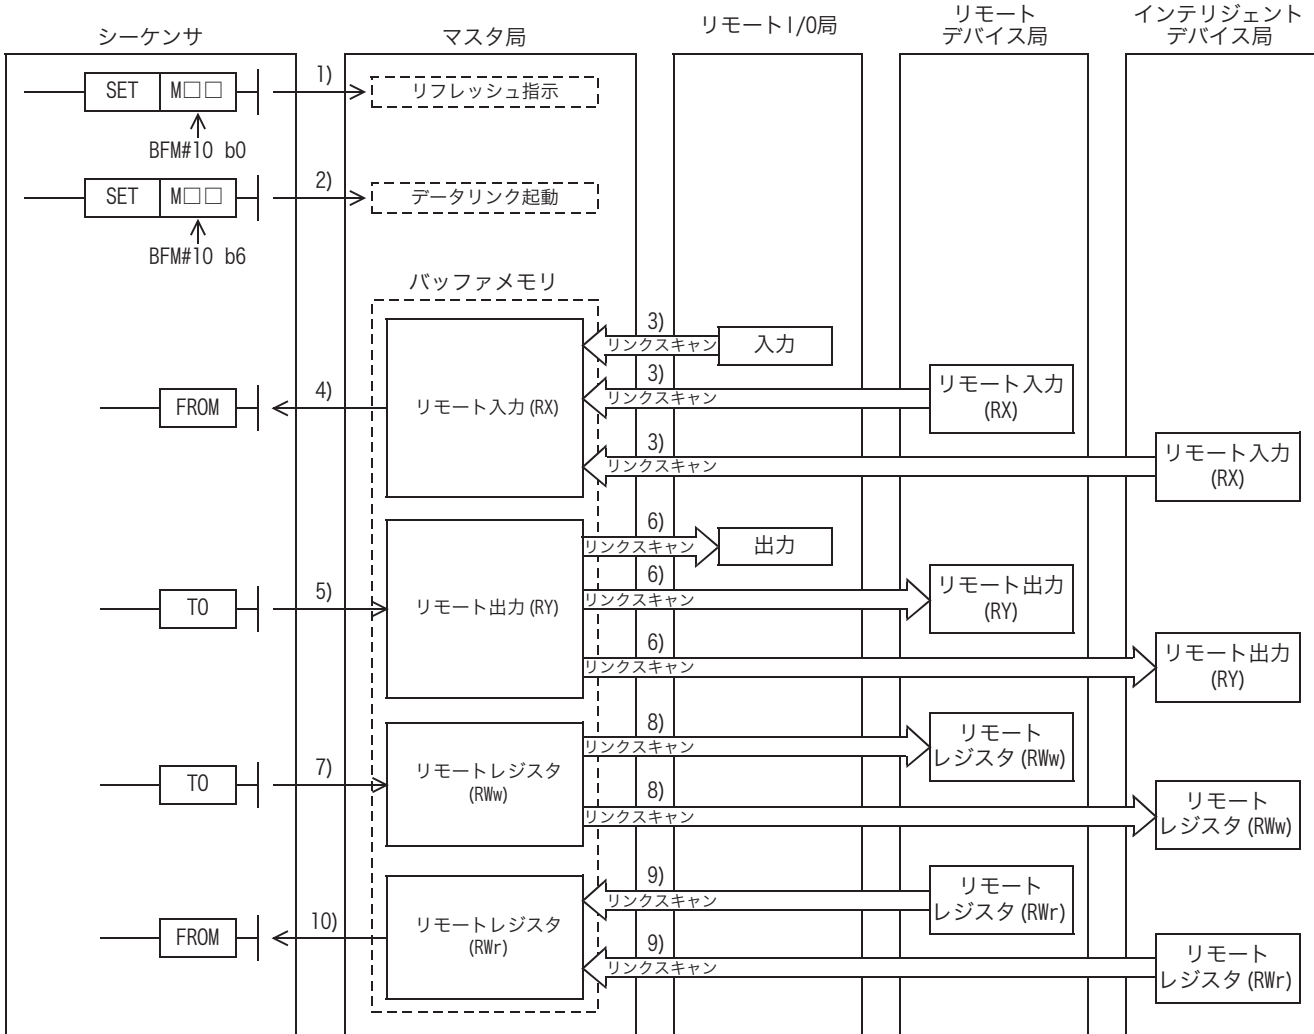 シーケンサ
マスタ局
リモートI/O局
リモート
デバイス局
インテリジェント
デバイス局
SET M□□
1)
リフレッシュ指示
BFM#10 b0
SET M□□
2)
データリンク起動
BFM#10 b6
バッファメモリ
3)
リンクスキャン
入力
3)
リンクスキャン
リモート入力
(RX)
FROM
4)
リモート入力(RX)
3)
リンクスキャン
リモート入力
(RX)
6)
リンクスキャン
出力
6)
リンクスキャン
リモート出力
(RY)
TO
5)
リモート出力(RY)
6)
リンクスキャン
リモート出力
(RY)
8)
リンクスキャン
リモート
レジスタ(RWw)
TO
7)
リモートレジスタ
(RWw)
8)
リンクスキャン
リモート
レジスタ(RWw)
9)
リンクスキャン
リモート
レジスタ(RWr)
FROM
10)
リモートレジスタ
(RWr)
9)
リンクスキャン
リモート
レジスタ(RWr)